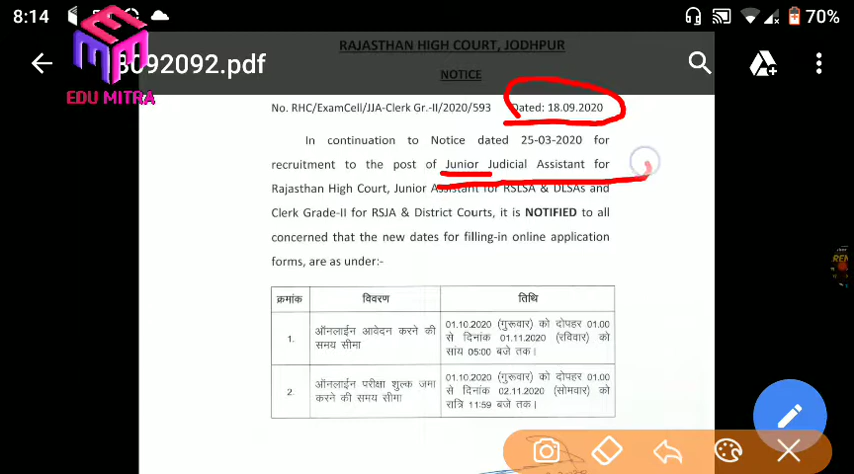 8:14
70%
8092092.pdf
EDU MITRA
RAJASTHAN HIGH COURT, JODHPUR
NOTICE
No. RHC/ExamCell/JJA-Clerk Gr.-II/2020/593 Dated: 18.09.2020
In continuation to Notice dated 25-03-2020 for
recruitment to the post of Junior Judicial Assistant for
Rajasthan High Court, Junior Assistant for RSLSA & DLSAs and
Clerk Grade-II for RSJA & District Courts, it is NOTIFIED to all
concerned that the new dates for filling-in online application
forms, are as under:-
क्रमांक विवरण तिथि
1. ऑनलाईन आवेदन करने की समय सीमा 01.10.2020 (गुरूवार) को दोपहर 01.00
से दिनांक 01.11.2020 (रविवार) को
सांय 05:00 बजे तक।
2. ऑनलाईन परीक्षा शुल्क जमा करने की समय सीमा 01.10.2020 (गुरूवार) को दोपहर 01.00
से दिनांक 02.11.2020 (सोमवार) को
रात्रि 11:59 बजे तक।